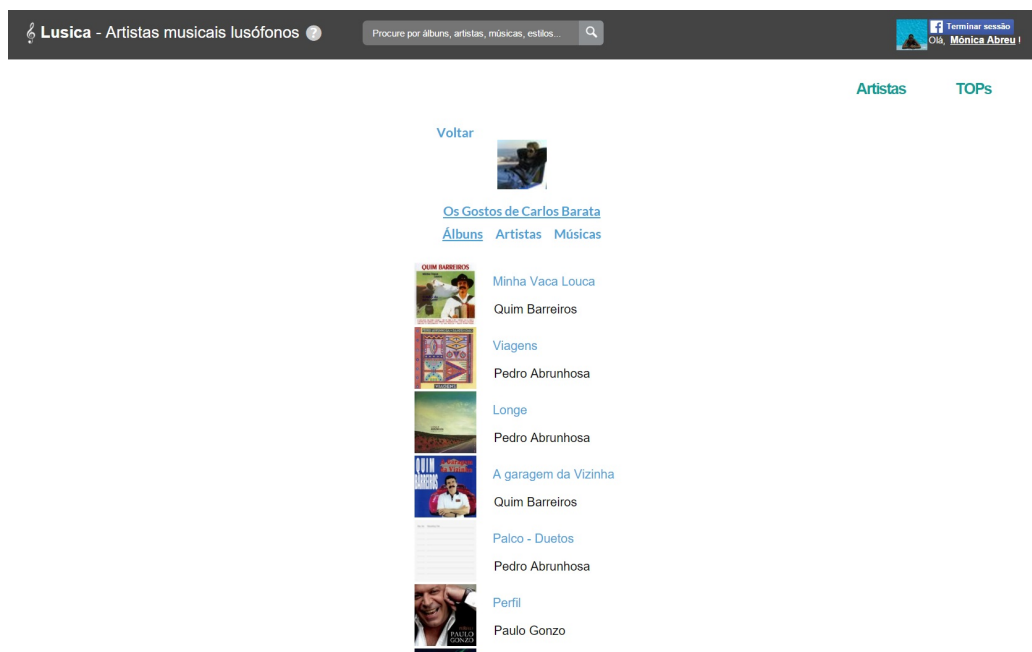 Lusica - Artistas musicais lusófonos ?
Procure por álbuns, artistas, músicas, estilos...
f Terminar sessão
Olá, Mónica Abreu !
Artistas TOPs
Voltar
Os Gostos de Carlos Barata
Álbuns Artistas Músicas
QUIM BARREIROS
Minha Vaca Louca
Quim Barreiros
VIAGENS
Viagens
Pedro Abrunhosa
Longe
Pedro Abrunhosa
QUIM
BARREIROS
A garagem da Vizinha
Quim Barreiros
Palco - Duetos
Pedro Abrunhosa
PAULO
GONZO
Perfil
Paulo Gonzo